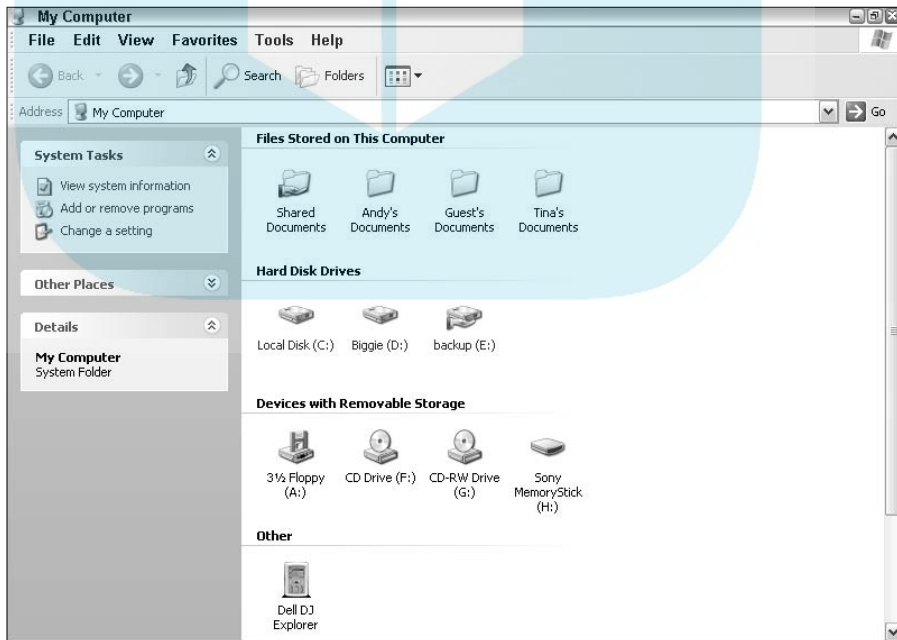 My Computer
File Edit View Favorites Tools Help
Back Search Folders
Address My Computer Go
System Tasks
View system information
Add or remove programs
Change a setting
Other Places
Details
My Computer
System Folder
Files Stored on This Computer
Shared Documents
Andy's Documents
Guest's Documents
Tina's Documents
Hard Disk Drives
Local Disk (C:) Biggie (D:) backup (E:)
Devices with Removable Storage
3½ Floppy (A:)
CD Drive (F:)
CD-RW Drive (G:)
Sony MemoryStick (H:)
Other
Dell DJ Explorer